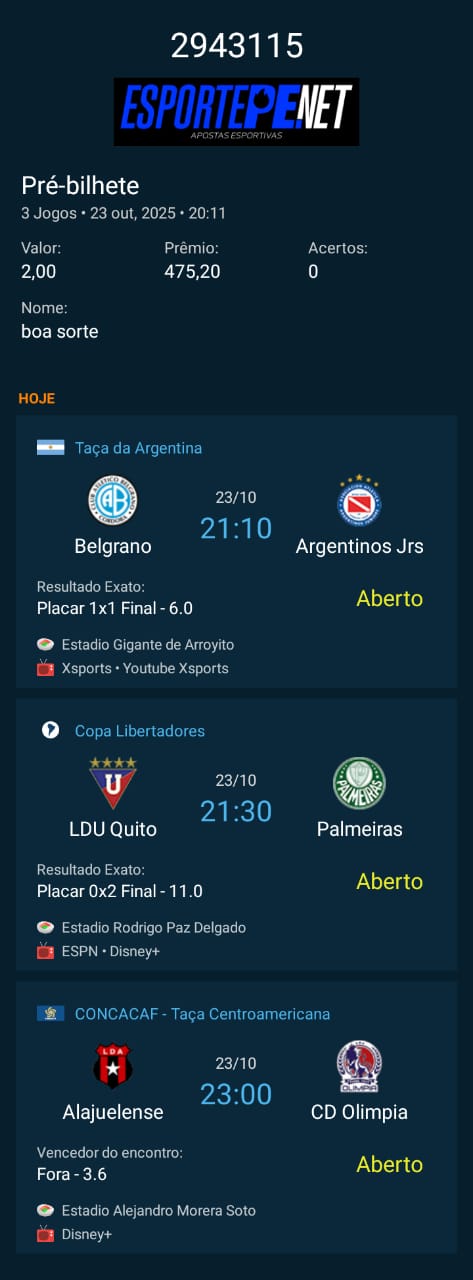 2943115
ESPORTEPE.NET
APOSTAS ESPORTIVAS
Pré-bilhete
3 Jogos • 23 out, 2025 • 20:11
Valor: Prêmio: Acertos:
2,00 475,20 0
Nome:
boa sorte
HOJE
Taça da Argentina
23/10
21:10
Belgrano Argentinos Jrs
Resultado Exato:
Placar 1x1 Final - 6.0
Aberto
Estadio Gigante de Arroyito
Xsports • Youtube Xsports
Copa Libertadores
U
PALMEIRAS
23/10
21:30
LDU Quito Palmeiras
Resultado Exato:
Placar 0x2 Final - 11.0
Aberto
Estadio Rodrigo Paz Delgado
ESPN • Disney+
CONCACAF - Taça Centroamericana
LDA
OLIMPIA
23/10
23:00
Alajuelense CD Olimpia
Vencedor do encontro:
Fora - 3.6
Aberto
Estadio Alejandro Morera Soto
Disney+